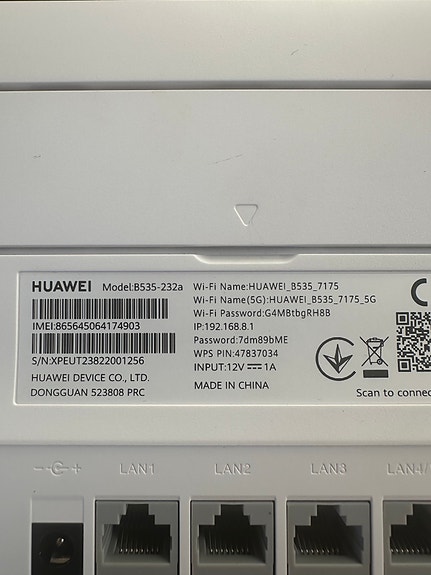 HUAWEI Model:B535-232a
IMEI:865645064174903
S/N:XPEUT23822001256
HUAWEI DEVICE CO., LTD.
DONGGUAN 523808 PRC
Wi-Fi Name:HUAWEI_B535_7175
Wi-Fi Name(5G):HUAWEI_B535_7175_5G
Wi-Fi Password:G4MBtbgRH8B
IP:192.168.8.1
Password:7dm89bME
WPS PIN:47837034
INPUT:12V⎓1A
MADE IN CHINA
Scan to connec
LAN1 LAN2 LAN3 LAN4/